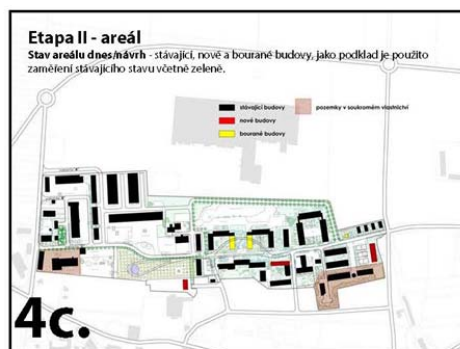 Etapa II - areál
Stav areálu dnes/návrh - stávající, nové a bourané budovy, jako podklad je použito
zaměření stávajícího stavu včetně zeleně.
stávající budovy
pozemky v soukromém vlastnictví
nové budovy
bourané budovy
4c.